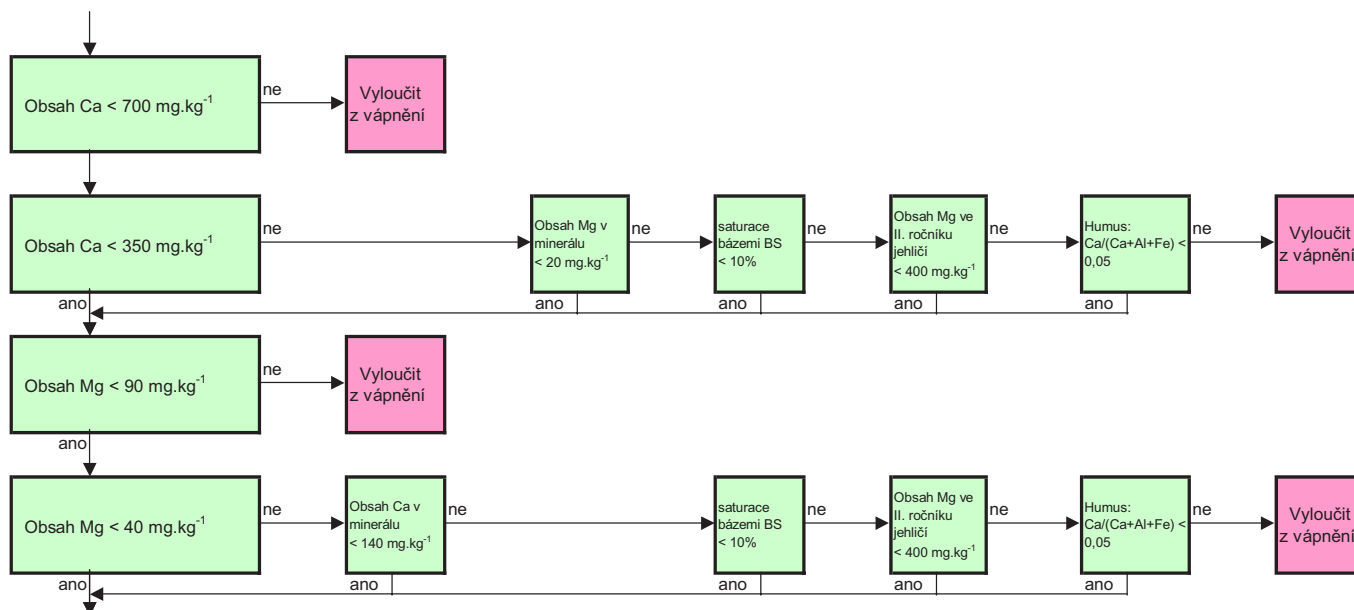 Obsah Ca < 700 mg.kg-1
ne
Vyloučit
z vápnění
Obsah Ca < 350 mg.kg-1
ne
Obsah Mg v
minerálu
< 20 mg.kg-1
ne
saturace
bázemi BS
< 10%
ne
Obsah Mg ve
II. ročníku
jehličí
< 400 mg.kg-1
ne
Humus:
Ca/(Ca+Al+Fe) <
0,05
ne
Vyloučit
z vápnění
ano
ano
ano
ano
ano
Obsah Mg < 90 mg.kg-1
ne
Vyloučit
z vápnění
ano
Obsah Mg < 40 mg.kg-1
ne
Obsah Ca v
minerálu
< 140 mg.kg-1
ne
saturace
bázemi BS
< 10%
ne
Obsah Mg ve
II. ročníku
jehličí
< 400 mg.kg-1
ne
Humus:
Ca/(Ca+Al+Fe) <
0,05
ne
Vyloučit
z vápnění
ano
ano
ano
ano
ano